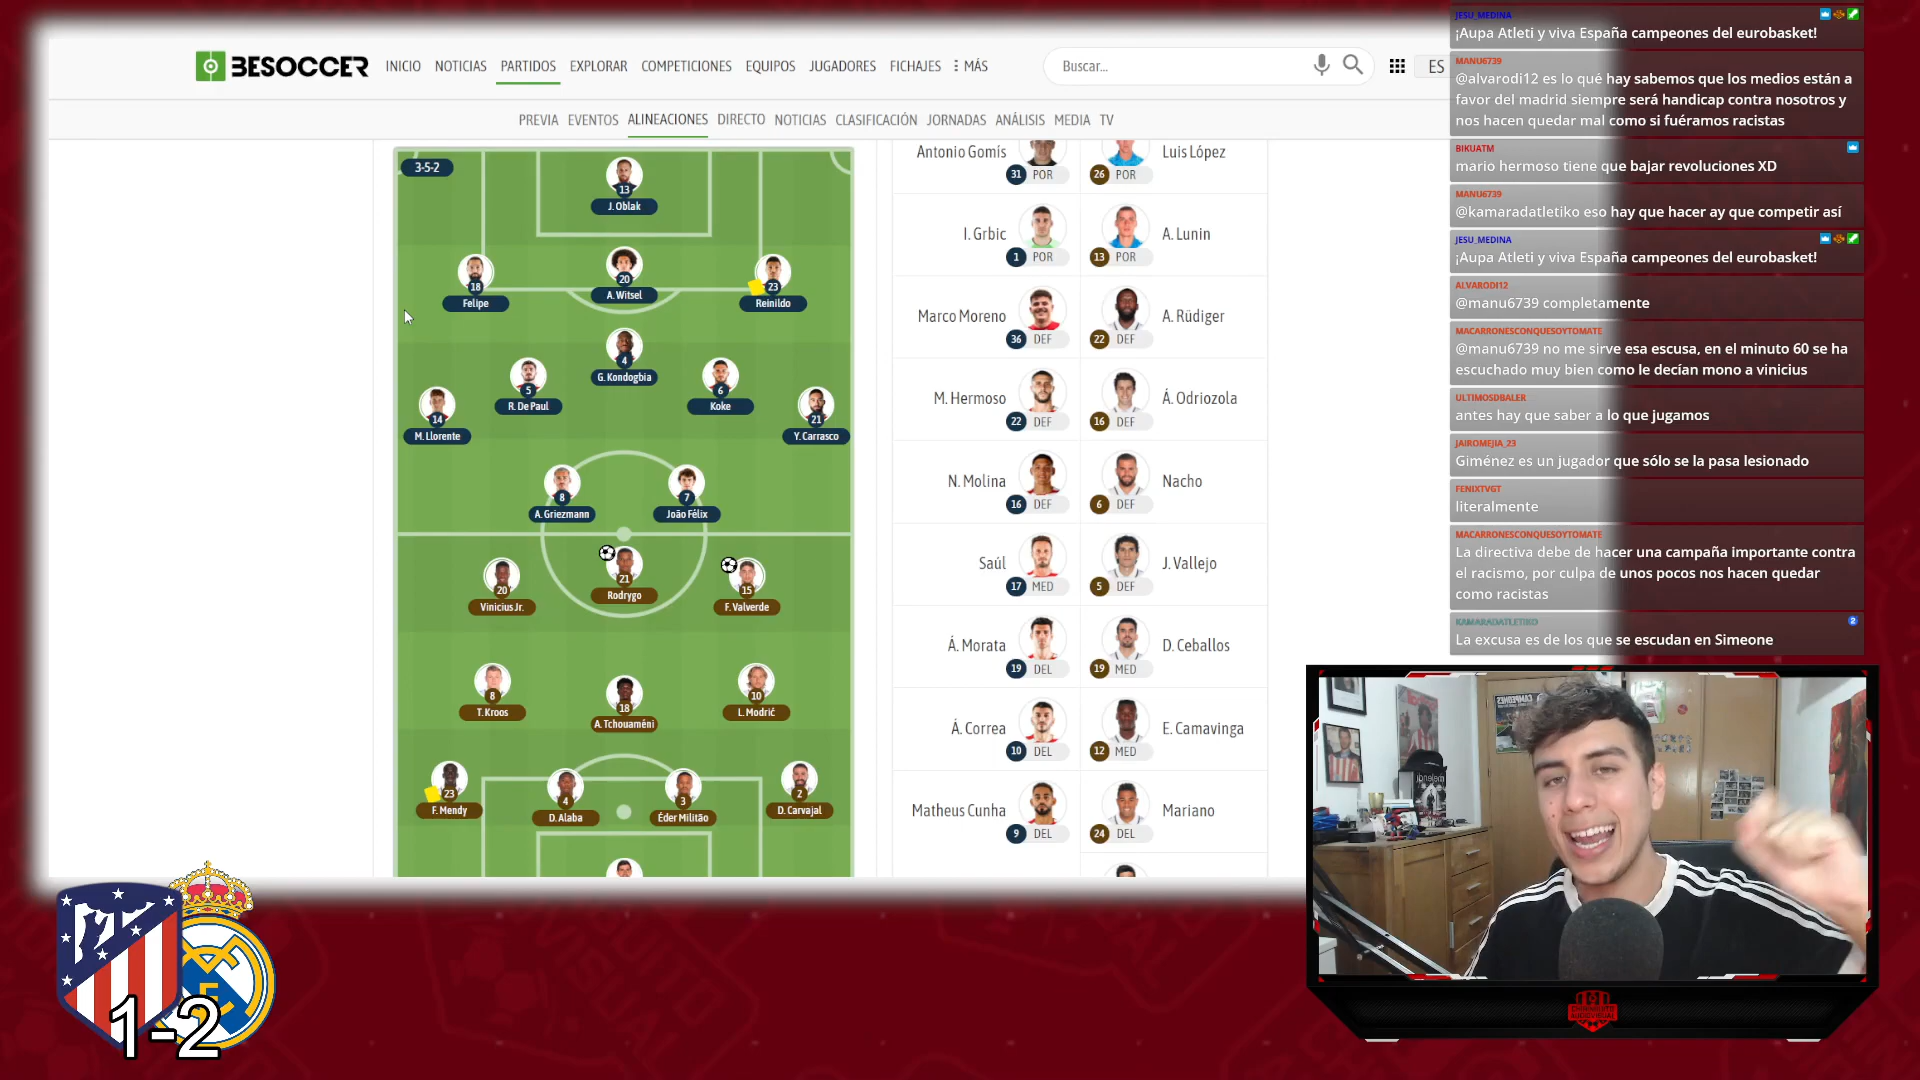 BESOCCER
INICIO NOTICIAS PARTIDOS EXPLORAR COMPETICIONES EQUIPOS JUGADORES FICHAJES MÁS
Buscar...
ES
PREVIA EVENTOS ALINEACIONES DIRECTO NOTICIAS CLASIFICACIÓN JORNADAS ANÁLISIS MEDIA TV
3-5-2
13
J. Oblak
18
Felipe
20
A. Witsel
23
Reinildo
4
G. Kondogbia
5
R. De Paul
6
Koke
14
M. Llorente
21
Y. Carrasco
8
A. Griezmann
7
João Félix
20
Vinicius Jr.
21
Rodrygo
15
F. Valverde
8
T. Kroos
18
A. Tchouaméni
10
L. Modrič
23
F. Mendy
4
D. Alaba
3
Éder Militão
2
D. Carvajal
Antonio Gomís
31 POR
26 POR
Luis López
I. Grbic
1 POR
13 POR
A. Lunin
Marco Moreno
36 DEF
22 DEF
A. Rüdiger
M. Hermoso
22 DEF
16 DEF
Á. Odriozola
N. Molina
16 DEF
6 DEF
Nacho
Saúl
17 MED
5 DEF
J. Vallejo
Á. Morata
19 DEL
19 MED
D. Ceballos
Á. Correa
10 DEL
12 MED
E. Camavinga
Matheus Cunha
9 DEL
24 DEL
Mariano
JESU_MEDINA
¡Aupa Atleti y viva España campeones del eurobasket!
MANU6739
@alvarodi12 es lo qué hay sabemos que los medios están a
favor del madrid siempre será handicap contra nosotros y
nos hacen quedar mal como si fuéramos racistas
BIKUATM
mario hermoso tiene que bajar revoluciones XD
MANU6739
@kamaradatletiko eso hay que hacer ay que competir así
JESU_MEDINA
¡Aupa Atleti y viva España campeones del eurobasket!
ALVARODI12
@manu6739 completamente
MACARRONESCONQUESOYTOMATE
@manu6739 no me sirve esa escusa, en el minuto 60 se ha
escuchado muy bien como le decían mono a vinicius
ULTIMOSDBALER
antes hay que saber a lo que jugamos
JAIROMEJIA_23
Giménez es un jugador que sólo se la pasa lesionado
FENIXTVGT
literalmente
MACARRONESCONQUESOYTOMATE
La directiva debe de hacer una campaña importante contra
el racismo, por culpa de unos pocos nos hacen quedar
como racistas
KAMARADATLETIKO
2
La excusa es de los que se escudan en Simeone
1-2